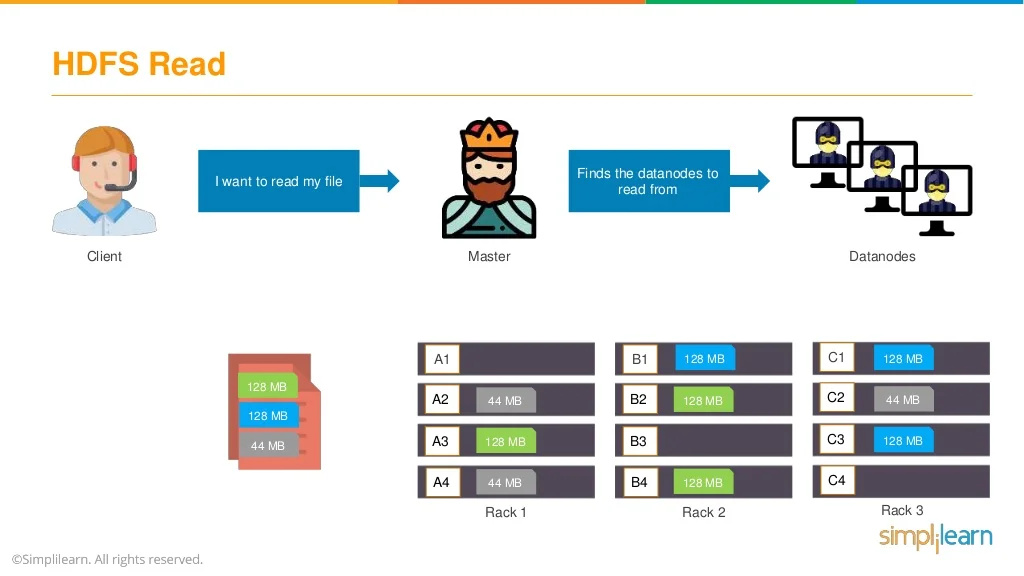 HDFS Read
I want to read my file
Finds the datanodes to
read from
Client
Master
Datanodes
128 MB
128 MB
44 MB
A1
A2 44 MB
A3 128 MB
A4 44 MB
Rack 1
B1 128 MB
B2 128 MB
B3
B4 128 MB
Rack 2
C1 128 MB
C2 44 MB
C3 128 MB
C4
Rack 3
simplilearn
©Simplilearn. All rights reserved.